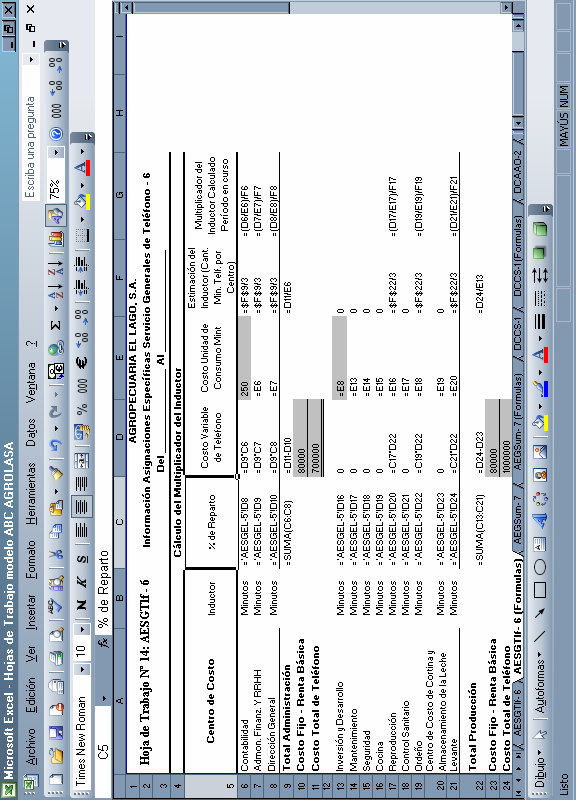 Microsoft Excel - Hojas de Trabajo modelo ABC AGROLASA
Archivo Edición Ver Insertar Formato Herramientas Datos Ventana ?
Escriba una pregunta
75%
Times New Roman 10 N K S % 000 €
C5 fx % de Reparto
A B C D E F G H I
1 AGROPECUARIA EL LAGO, S.A.
2 Hoja de Trabajo Nº 14: AESGTlf - 6 Información Asignaciones Específicas Servicio Generales de Teléfono - 6
3 Del Al
4 Cálculo del Multiplicador del Inductor
5 Centro de Costo Inductor % de Reparto Costo Variable de Telefono Costo Unidad de Consumo Mint Estimación del Inductor (Cant. Min. Telf. por Centro) Multiplicador del Inductor Calculado Período en curso
6 Contabilidad Minutos ='AESGEL-5'!D8 =D9*C6 250 =$F$9/3 =(D6/E6)/F6
7 Admon. Finanz. Y RRHH Minutos ='AESGEL-5'!D9 =D9*C7 =E6 =$F$9/3 =(D7/E7)/F7
8 Dirección General Minutos ='AESGEL-5'!D10 =D9*C8 =E7 =$F$9/3 =(D8/E8)/F8
9 Total Administración =SUMA(C6:C8) =D11-D10 =D11/E6
10 Costo Fijo - Renta Básica 80000
11 Costo Total de Teléfono 700000
12
13 Inversión y Desarrollo Minutos ='AESGEL-5'!D16 0 =E8 0
14 Mantenimiento Minutos ='AESGEL-5'!D17 0 =E13 0
15 Seguridad Minutos ='AESGEL-5'!D18 0 =E14 0
16 Cocina Minutos ='AESGEL-5'!D19 0 =E15 0
17 Reproducción Minutos ='AESGEL-5'!D20 =C17*D22 =E16 =$F$22/3 =(D17/E17)/F17
18 Control Sanitario Minutos ='AESGEL-5'!D21 0 =E17 0
19 Ordeño Minutos ='AESGEL-5'!D22 =C19*D22 =E18 =$F$22/3 =(D19/E19)/F19
Centro de Costo de Cortina y
20 Almacenamiento de la Leche Minutos ='AESGEL-5'!D23 0 =E19 0
21 Levante Minutos ='AESGEL-5'!D24 =C21*D22 =E20 =$F$22/3 =(D21/E21)/F21
22 Total Producción =SUMA(C13:C21) =D24-D23 =D24/E13
23 Costo Fijo - Renta Básica 80000
24 Costo Total de Teléfono 1000000
AESGTlf- 6 AESGTlf- 6 (Formulas) AEGSum- 7 AEGSum- 7 (Formulas) DCCS-1 DCCS-1 (Formulas) DCAAO-2
Dibujo Autoformas
Listo MAYÚS NUM